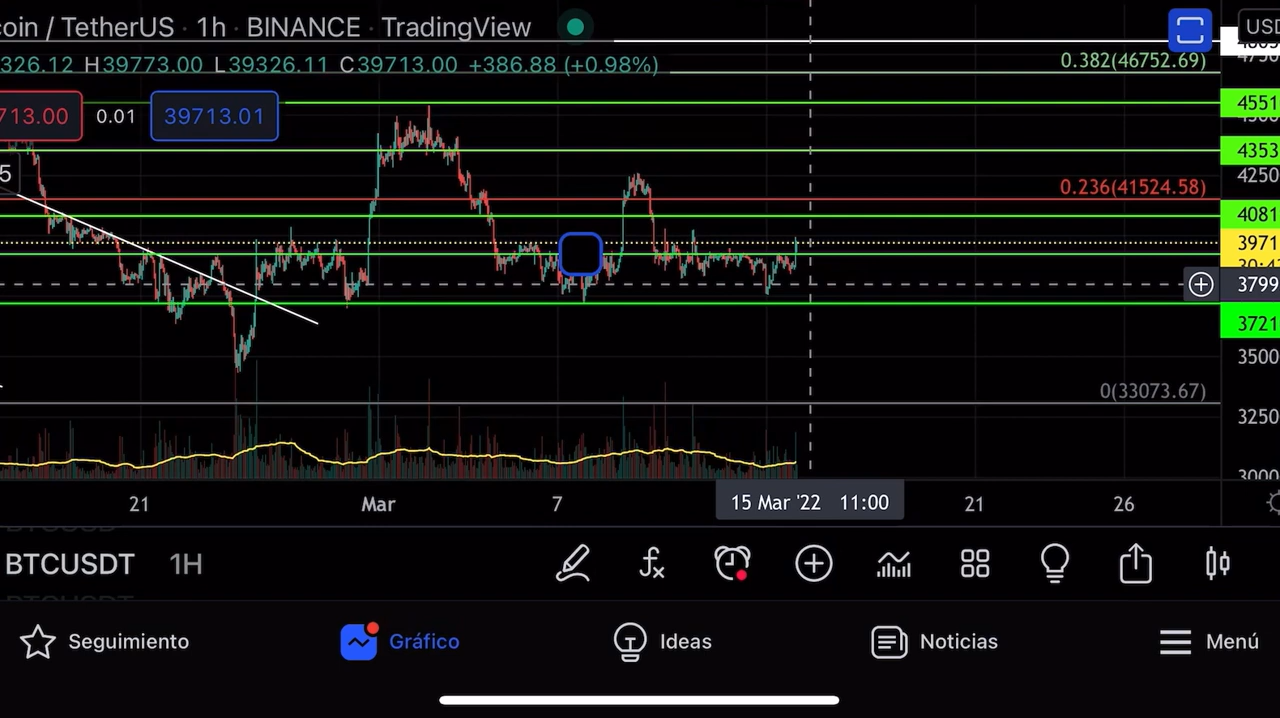 coin / TetherUS · 1h · BINANCE · TradingView
USD
326.12 H39773.00 L39326.11 C39713.00 +386.88 (+0.98%)
0.382(46752.69)
713.00 0.01 39713.01
4551
4353
5
4250
0.236(41524.58)
4081
3971
3799
3721
3500
0(33073.67)
3250
3000
21 Mar 7 15 Mar '22 11:00 21 26
BTCUSDT 1H
Seguimiento Gráfico Ideas Noticias Menú